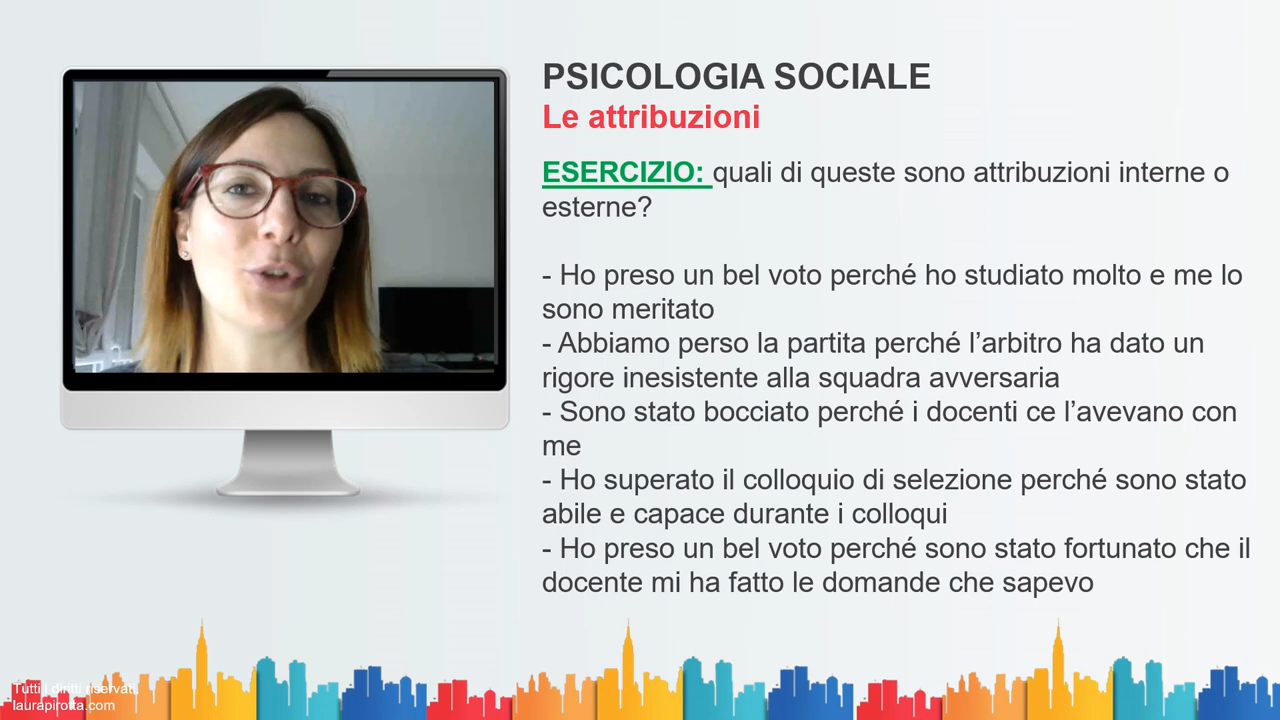 PSICOLOGIA SOCIALE
Le attribuzioni
ESERCIZIO: quali di queste sono attribuzioni interne o
esterne?
- Ho preso un bel voto perché ho studiato molto e me lo
sono meritato
- Abbiamo perso la partita perché l’arbitro ha dato un
rigore inesistente alla squadra avversaria
- Sono stato bocciato perché i docenti ce l’avevano con
me
- Ho superato il colloquio di selezione perché sono stato
abile e capace durante i colloqui
- Ho preso un bel voto perché sono stato fortunato che il
docente mi ha fatto le domande che sapevo
Tutti i diritti riservati
laurapirotta.com